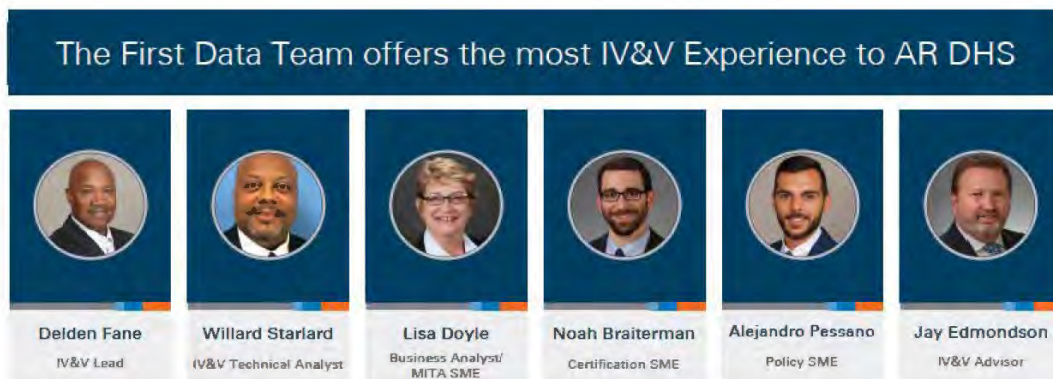 The First Data Team offers the most IV&V Experience to AR DHS
Delden Fane
IV&V Lead
Willard Starlard
IV&V Technical Analyst
Lisa Doyle
Business Analyst/
MITA SME
Noah Braiterman
Certification SME
Alejandro Pessano
Policy SME
Jay Edmondson
IV&V Advisor